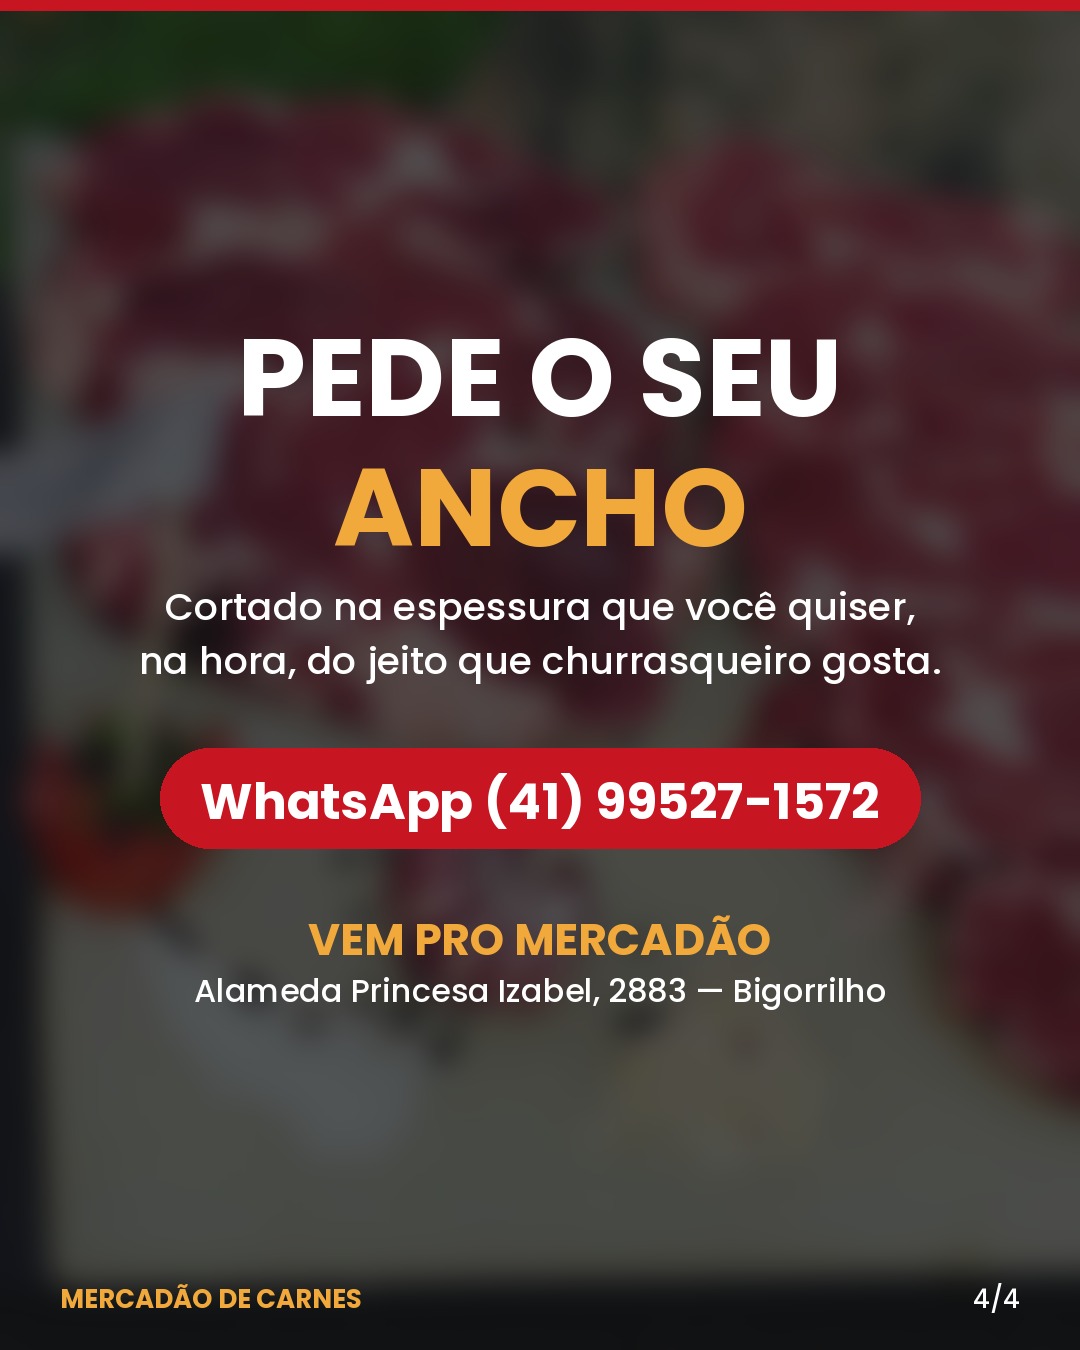 PEDE O SEU
ANCHO
Cortado na espessura que você quiser,
na hora, do jeito que churrasqueiro gosta.
WhatsApp (41) 99527-1572
VEM PRO MERCADÃO
Alameda Princesa Izabel, 2883 — Bigorrilho
MERCADÃO DE CARNES
4/4